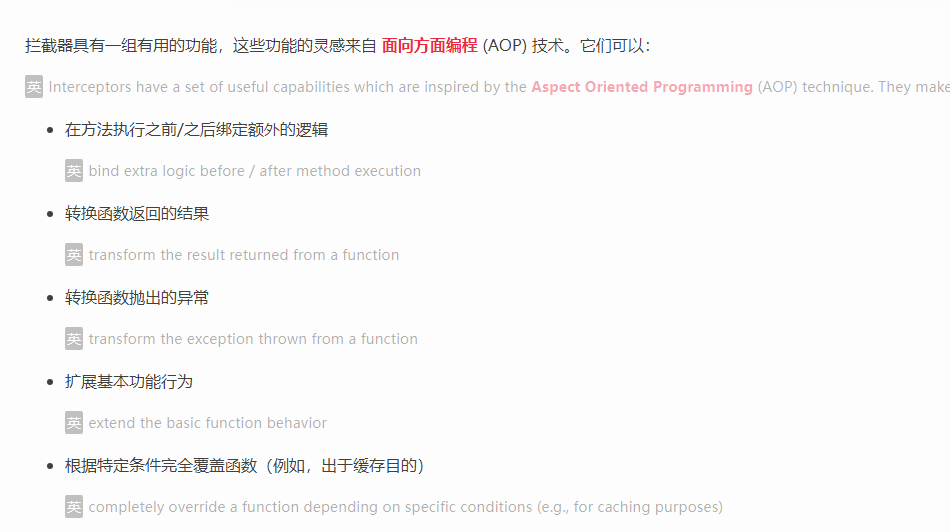 拦截器具有一组有用的功能，这些功能的灵感来自 面向方面编程 (AOP) 技术。它们可以：
英 Interceptors have a set of useful capabilities which are inspired by the Aspect Oriented Programming (AOP) technique. They make
在方法执行之前/之后绑定额外的逻辑
英 bind extra logic before / after method execution
转换函数返回的结果
英 transform the result returned from a function
转换函数抛出的异常
英 transform the exception thrown from a function
扩展基本功能行为
英 extend the basic function behavior
根据特定条件完全覆盖函数（例如，出于缓存目的）
英 completely override a function depending on specific conditions (e.g., for caching purposes)